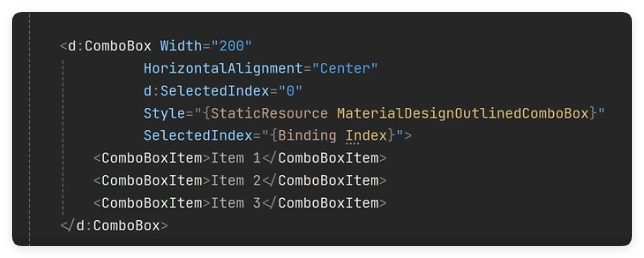 <d:ComboBox Width="200"
HorizontalAlignment="Center"
d:SelectedIndex="0"
Style="{StaticResource MaterialDesignOutlinedComboBox}"
SelectedIndex="{Binding Index}">
<ComboBoxItem>Item 1</ComboBoxItem>
<ComboBoxItem>Item 2</ComboBoxItem>
<ComboBoxItem>Item 3</ComboBoxItem>
</d:ComboBox>